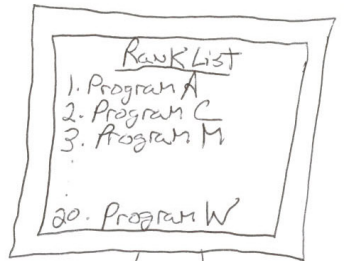 Rank List
1. Program A
2. Program C
3. Program M
.
.
20. Program W